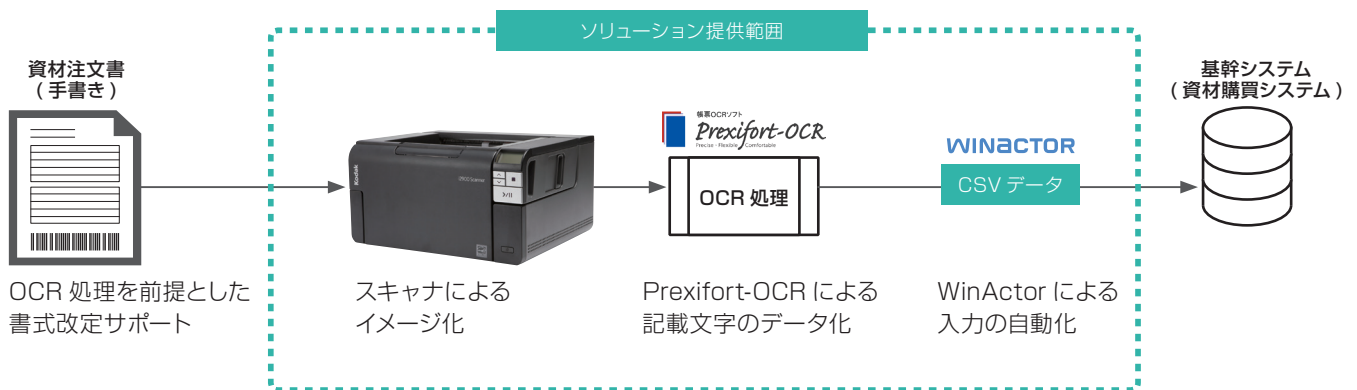 ソリューション提供範囲
資材注文書
(手書き)
基幹システム
(資材購買システム)
帳票OCRソフト
Prexifort-OCR
Precise・Flexible Comfortable
WINACTOR
Kodak
i2900 Scanner
OCR 処理
CSV データ
OCR 処理を前提とした
書式改定サポート
スキャナによる
イメージ化
Prexifort-OCR による
記載文字のデータ化
WinActor による
入力の自動化